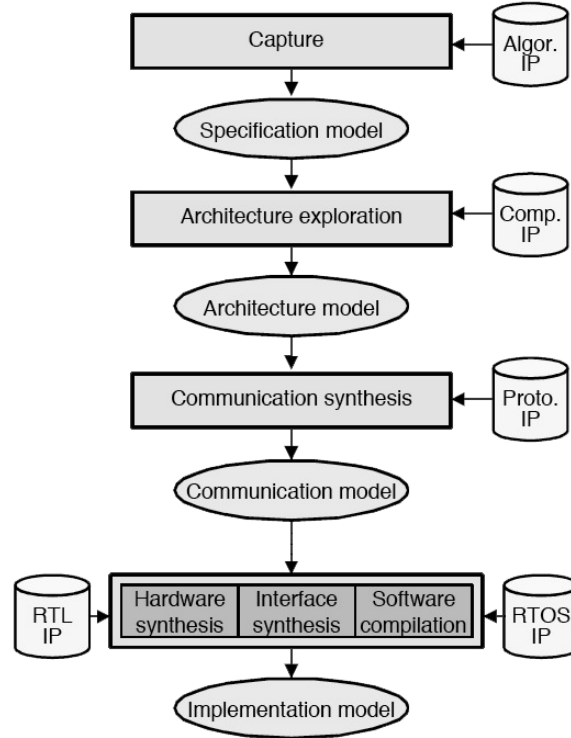 Capture
Algor.
IP
Specification model
Architecture exploration
Comp.
IP
Architecture model
Communication synthesis
Proto.
IP
Communication model
RTL
IP
Hardware
synthesis
Interface
synthesis
Software
compilation
RTOS
IP
Implementation model